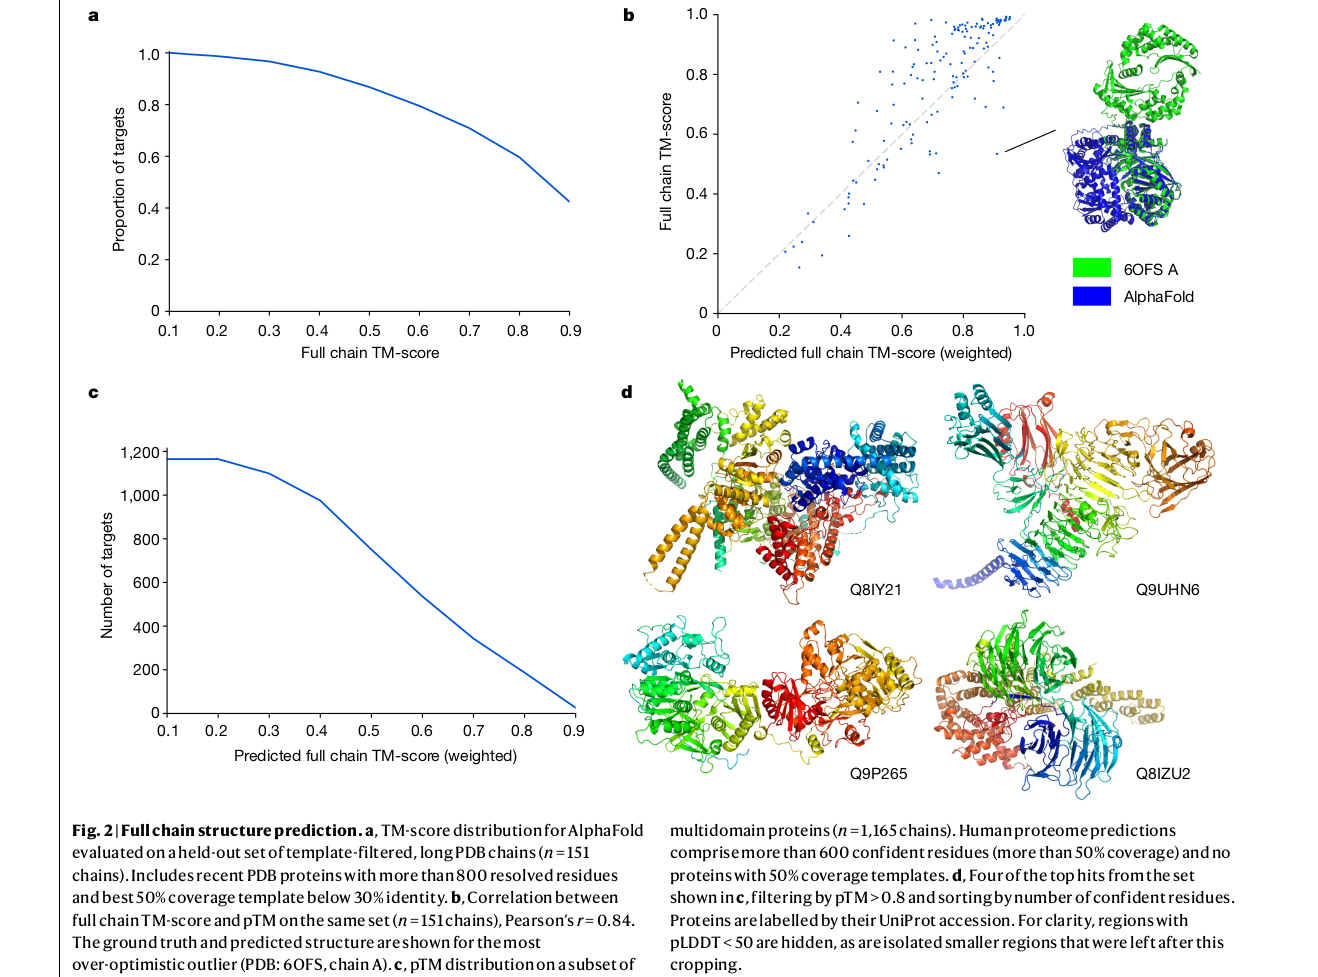 a
1.0
0.8
0.6
0.4
0.2
0
Proportion of targets
0.1 0.2 0.3 0.4 0.5 0.6 0.7 0.8 0.9
Full chain TM-score
b
1.0
0.8
0.6
0.4
0.2
0
Full chain TM-score
0 0.2 0.4 0.6 0.8 1.0
Predicted full chain TM-score (weighted)
6OFS A
AlphaFold
c
1,200
1,000
800
600
400
200
0
Number of targets
0.1 0.2 0.3 0.4 0.5 0.6 0.7 0.8 0.9
Predicted full chain TM-score (weighted)
d
Q8IY21
Q9UHN6
Q9P265
Q8IZU2
Fig. 2 | Full chain structure prediction. a, TM-score distribution for AlphaFold
evaluated on a held-out set of template-filtered, long PDB chains (n = 151
chains). Includes recent PDB proteins with more than 800 resolved residues
and best 50% coverage template below 30% identity. b, Correlation between
full chain TM-score and pTM on the same set (n = 151 chains), Pearson's r = 0.84.
The ground truth and predicted structure are shown for the most
over-optimistic outlier (PDB: 6OFS, chain A). c, pTM distribution on a subset of
multidomain proteins (n = 1,165 chains). Human proteome predictions
comprise more than 600 confident residues (more than 50% coverage) and no
proteins with 50% coverage templates. d, Four of the top hits from the set
shown in c, filtering by pTM > 0.8 and sorting by number of confident residues.
Proteins are labelled by their UniProt accession. For clarity, regions with
pLDDT < 50 are hidden, as are isolated smaller regions that were left after this
cropping.